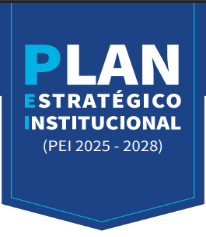 PLAN
ESTRATÉGICO
INSTITUCIONAL
(PEI 2025 - 2028)